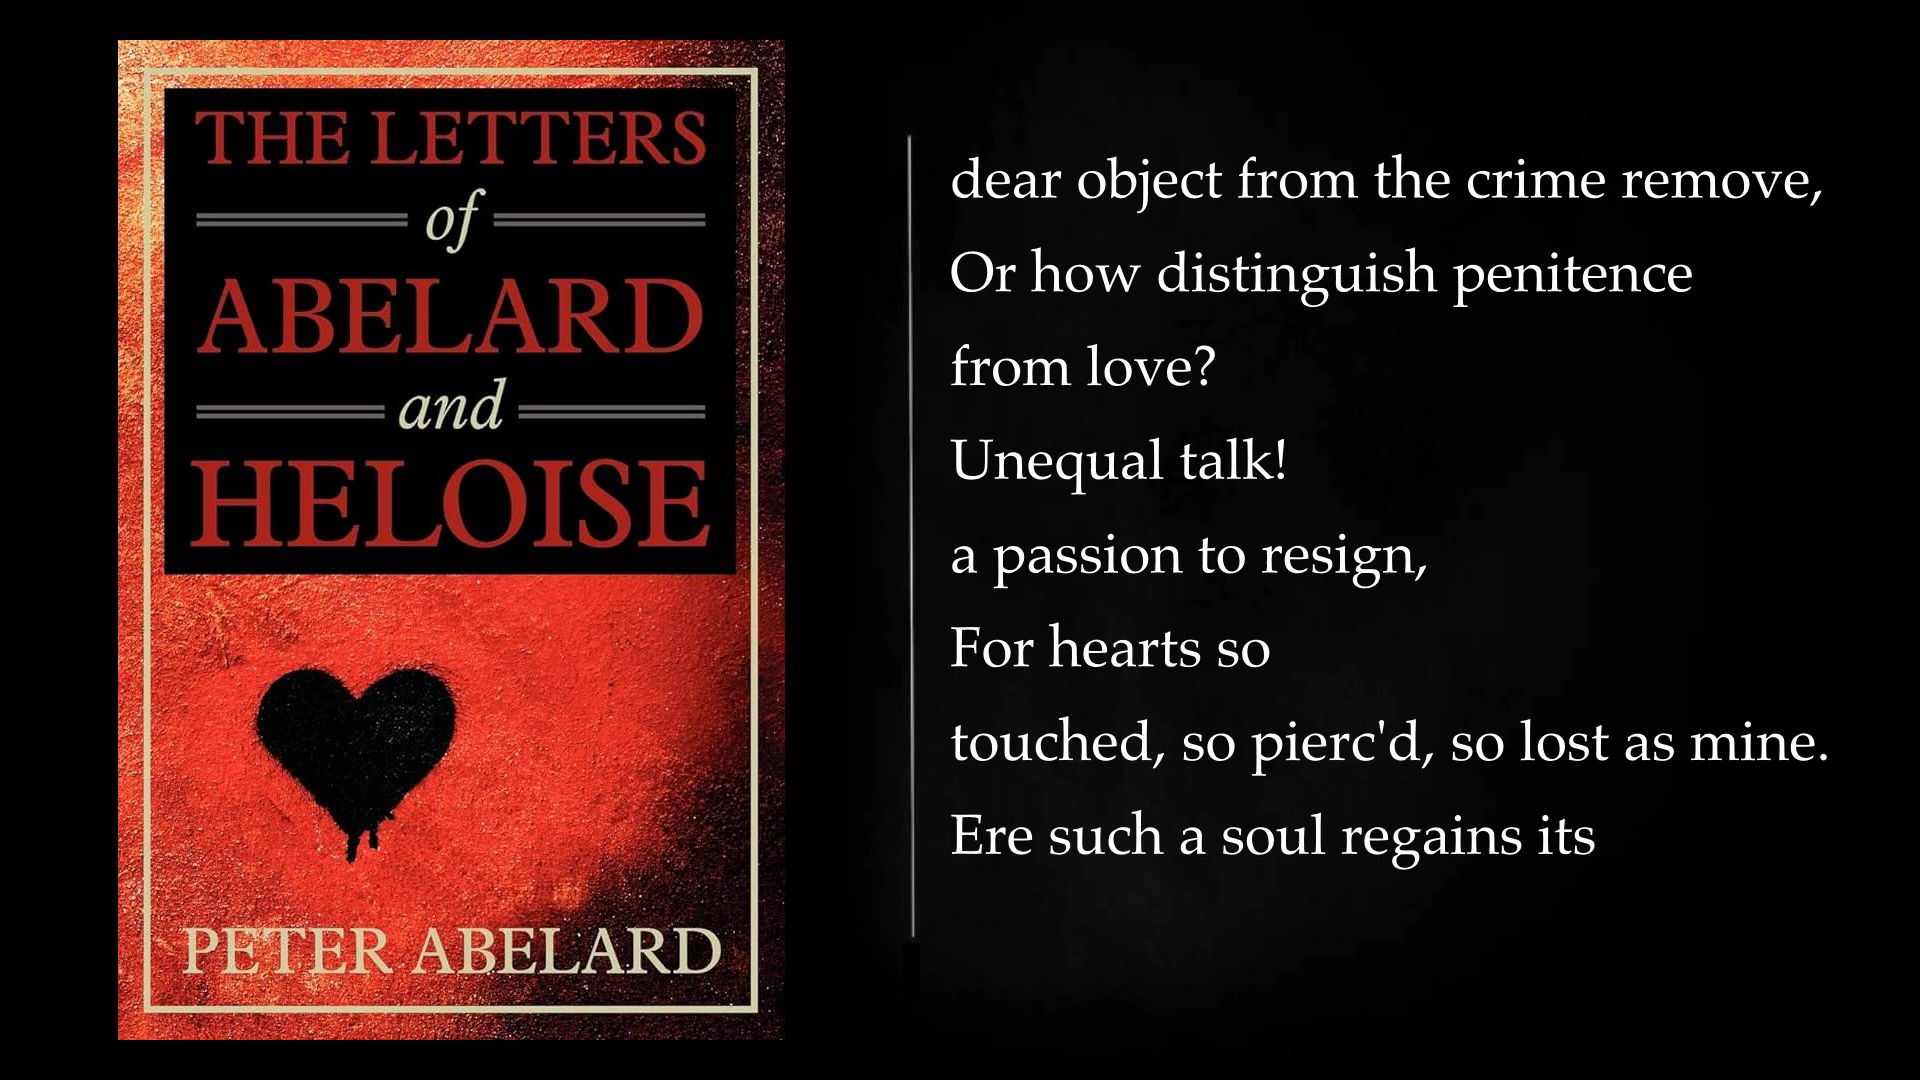 THE LETTERS
of
ABELARD
and
HELOISE
PETER ABELARD
dear object from the crime remove,
Or how distinguish penitence
from love?
Unequal talk!
a passion to resign,
For hearts so
touched, so pierc'd, so lost as mine.
Ere such a soul regains its